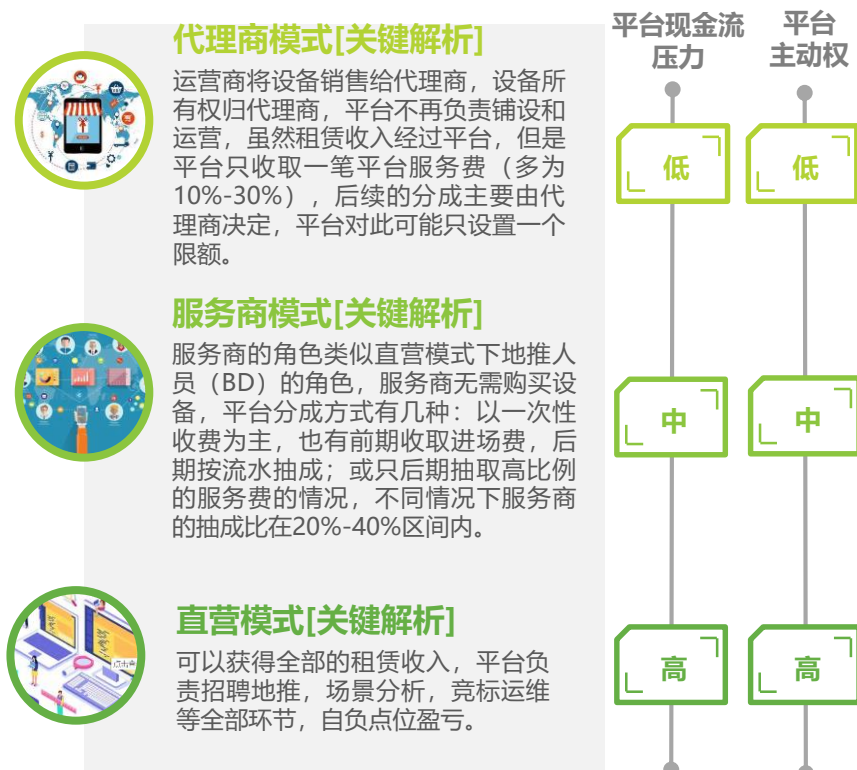 代理商模式[关键解析]
运营商将设备销售给代理商，设备所
有权归代理商，平台不再负责铺设和
运营，虽然租赁收入经过平台，但是
平台只收取一笔平台服务费（多为
10%-30%），后续的分成主要由代
理商决定，平台对此可能只设置一个
限额。
服务商模式[关键解析]
服务商的角色类似直营模式下地推人
员（BD）的角色，服务商无需购买设
备，平台分成方式有几种：以一次性
收费为主，也有前期收取进场费，后
期按流水抽成；或只后期抽取高比例
的服务费的情况，不同情况下服务商
的抽成比在20%-40%区间内。
直营模式[关键解析]
可以获得全部的租赁收入，平台负
责招聘地推，场景分析，竞标运维
等全部环节，自负点位盈亏。
平台现金流
压力
平台
主动权
低
低
中
中
高
高